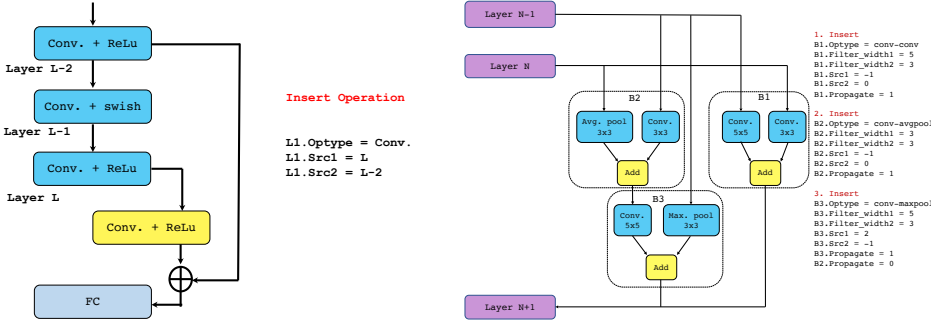 Conv. + ReLu
Layer L-2
Conv. + swish
Layer L-1
Conv. + ReLu
Layer L
Conv. + ReLu
FC
Insert Operation
L1.Optype = Conv.
L1.Src1 = L
L1.Src2 = L-2
Layer N-1
Layer N
B2
Avg. pool
3x3
Conv.
3x3
Add
B1
Conv.
5x5
Conv.
3x3
Add
B3
Conv.
5x5
Max. pool
3x3
Add
Layer N+1
1. Insert
B1.Optype = conv-conv
B1.Filter_width1 = 5
B1.Filter_width2 = 3
B1.Src1 = -1
B1.Src2 = 0
B1.Propagate = 1
2. Insert
B2.Optype = conv-avgpool
B2.Filter_width1 = 3
B2.Filter_width2 = 3
B2.Src1 = -1
B2.Src2 = 0
B2.Propagate = 1
3. Insert
B3.Optype = conv-maxpool
B3.Filter_width1 = 5
B3.Filter_width2 = 3
B3.Src1 = 2
B3.Src2 = -1
B3.Propagate = 1
B2.Propagate = 0